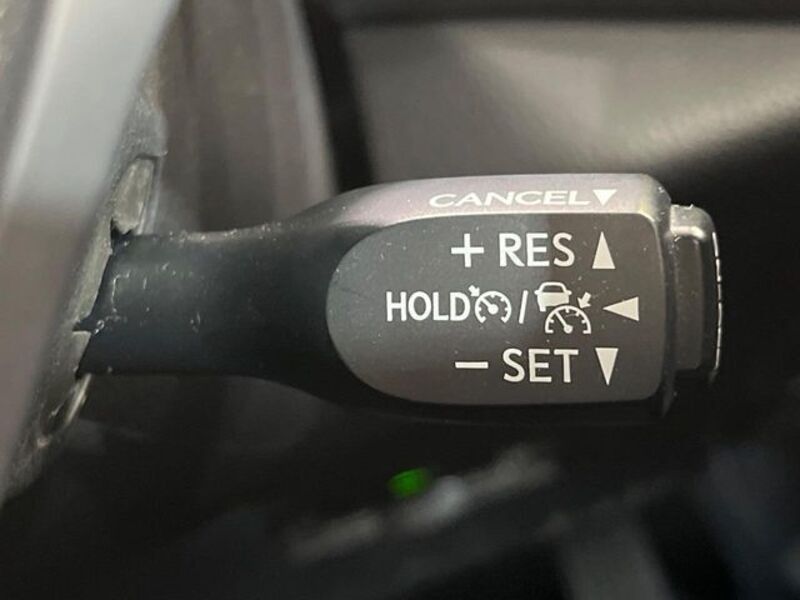 CANCEL▼
+ RES ▲
HOLD / ◀
− SET ▼